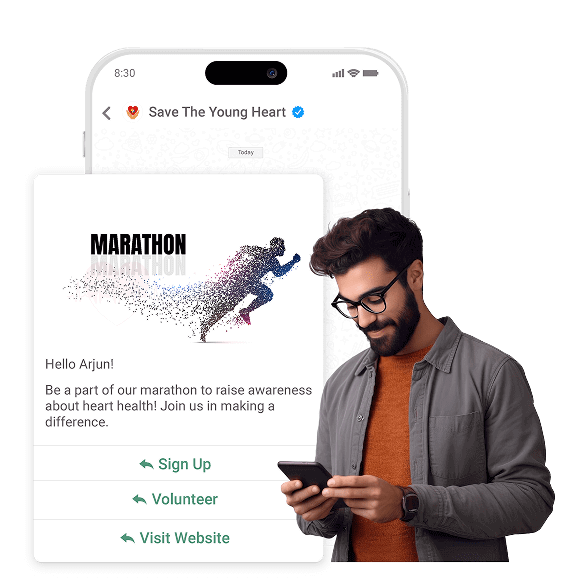 8:30
Save The Young Heart
Today
MARATHON
Hello Arjun!
Be a part of our marathon to raise awareness
about heart health! Join us in making a
difference.
Sign Up
Volunteer
Visit Website